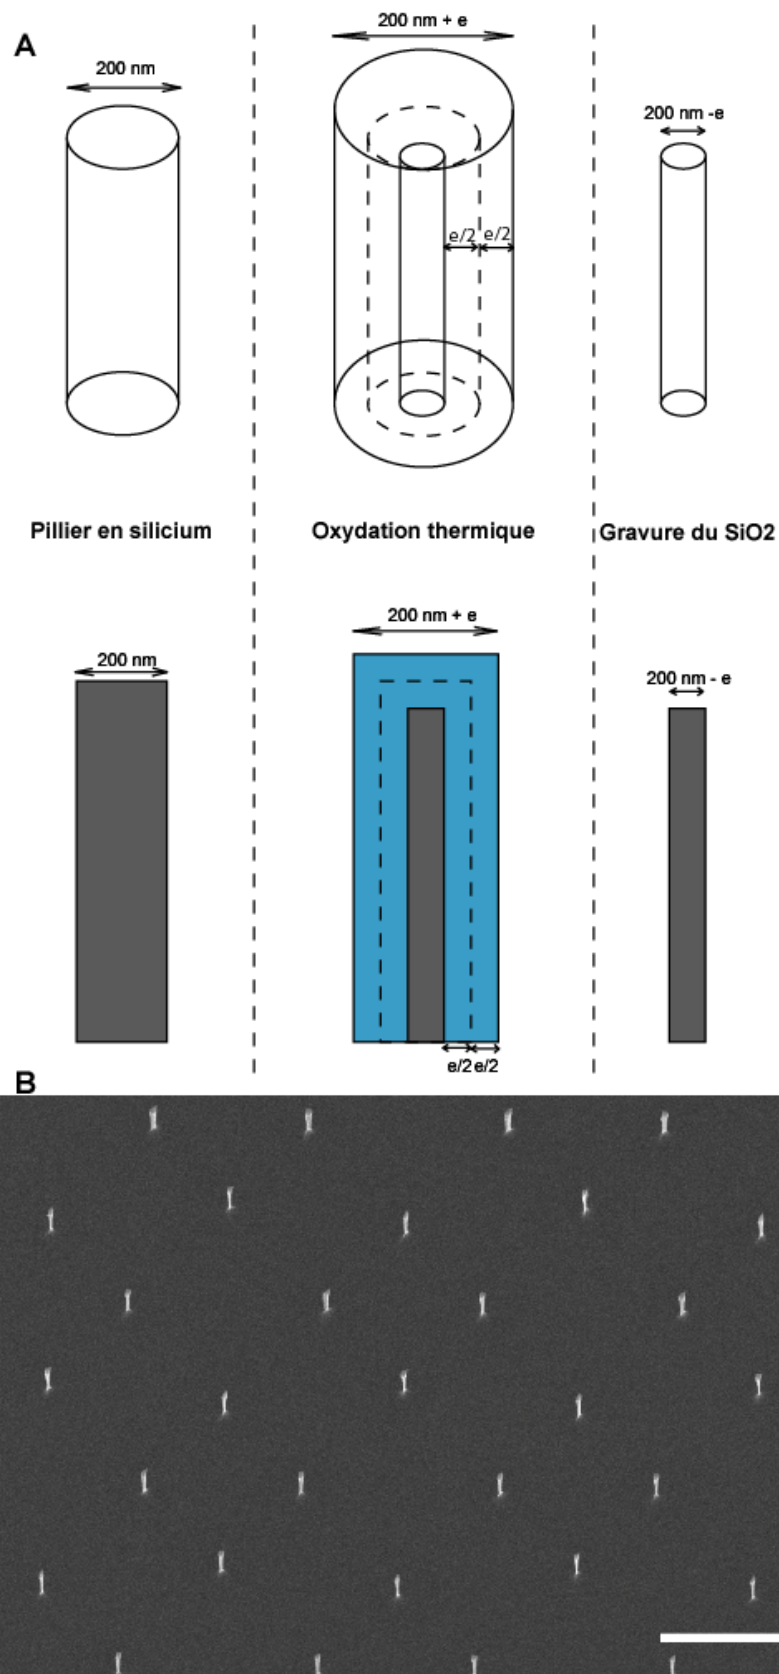 A
200 nm
200 nm + e
200 nm -e
e/2 e/2
Pillier en silicium
Oxydation thermique
Gravure du SiO2
200 nm
200 nm + e
200 nm - e
e/2 e/2
B